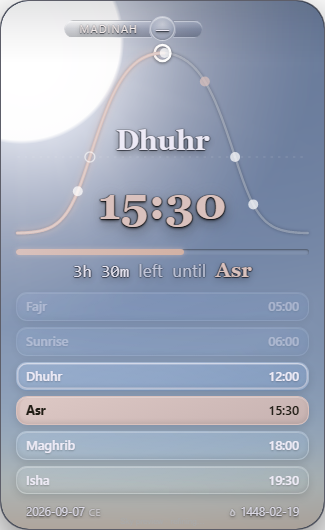 MADINAH
Dhuhr
15:30
3h 30m left until Asr
Fajr 05:00
Sunrise 06:00
Dhuhr 12:00
Asr 15:30
Maghrib 18:00
Isha 19:30
2026-09-07 CE 1448-02-19